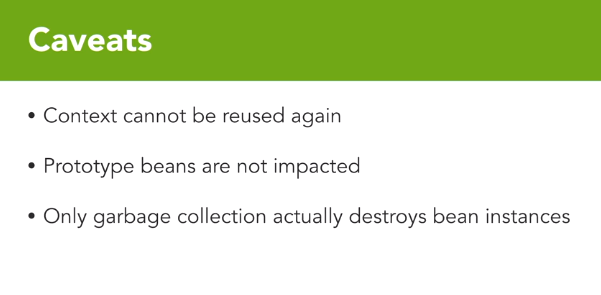 Caveats
• Context cannot be reused again
• Prototype beans are not impacted
• Only garbage collection actually destroys bean instances